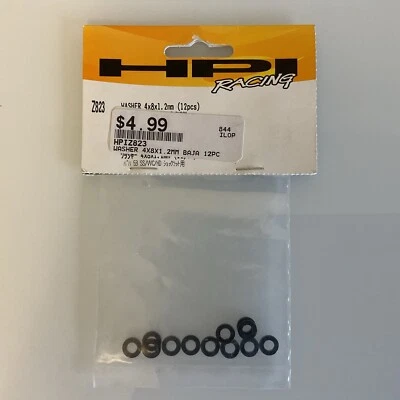 HPI
RACING
Z823 WASHER 4x8x1.2mm (12pcs)
$4.99
844
ILOP
HPIZ823
WASHER 4X8X1.2MM BAJA 12PC